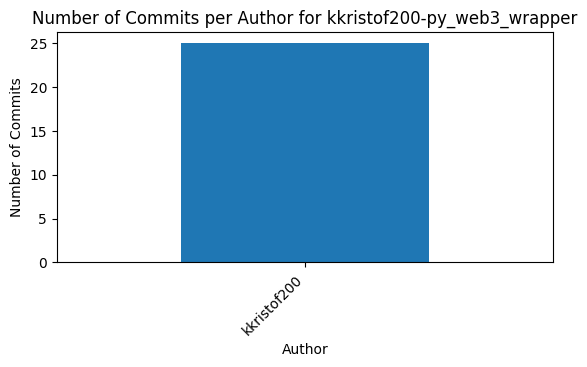 Number of Commits per Author for kkristof200-py_web3_wrapper
25
20
15
10
5
0
Number of Commits
kkristof200
Author